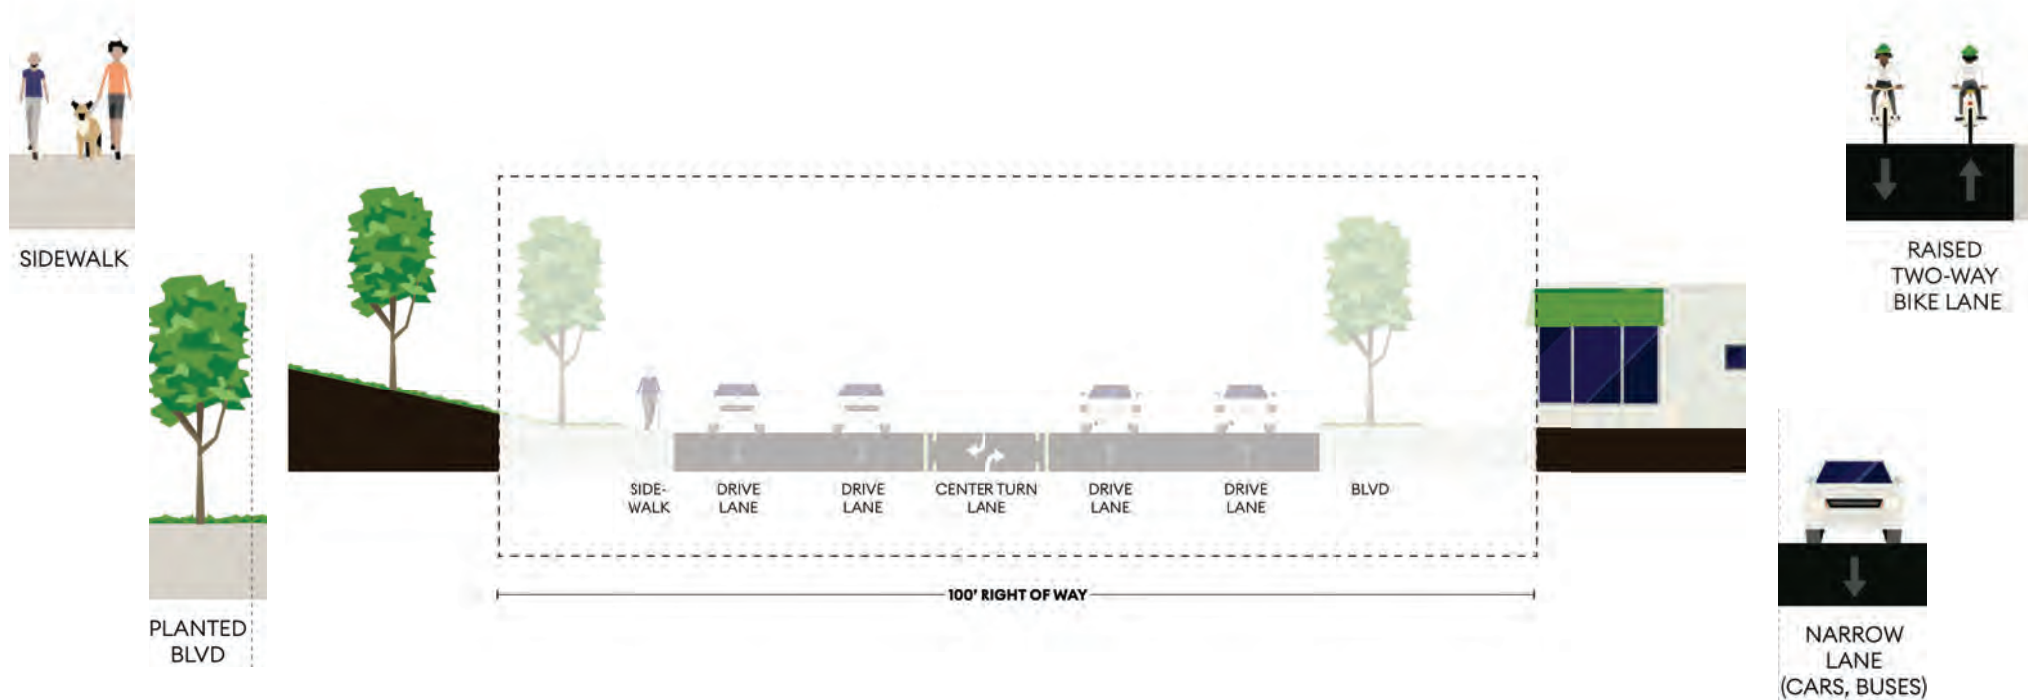 SIDEWALK
PLANTED
BLVD
SIDE-
WALK
DRIVE
LANE
DRIVE
LANE
CENTER TURN
LANE
DRIVE
LANE
DRIVE
LANE
BLVD
100' RIGHT OF WAY
RAISED
TWO-WAY
BIKE LANE
NARROW
LANE
(CARS, BUSES)